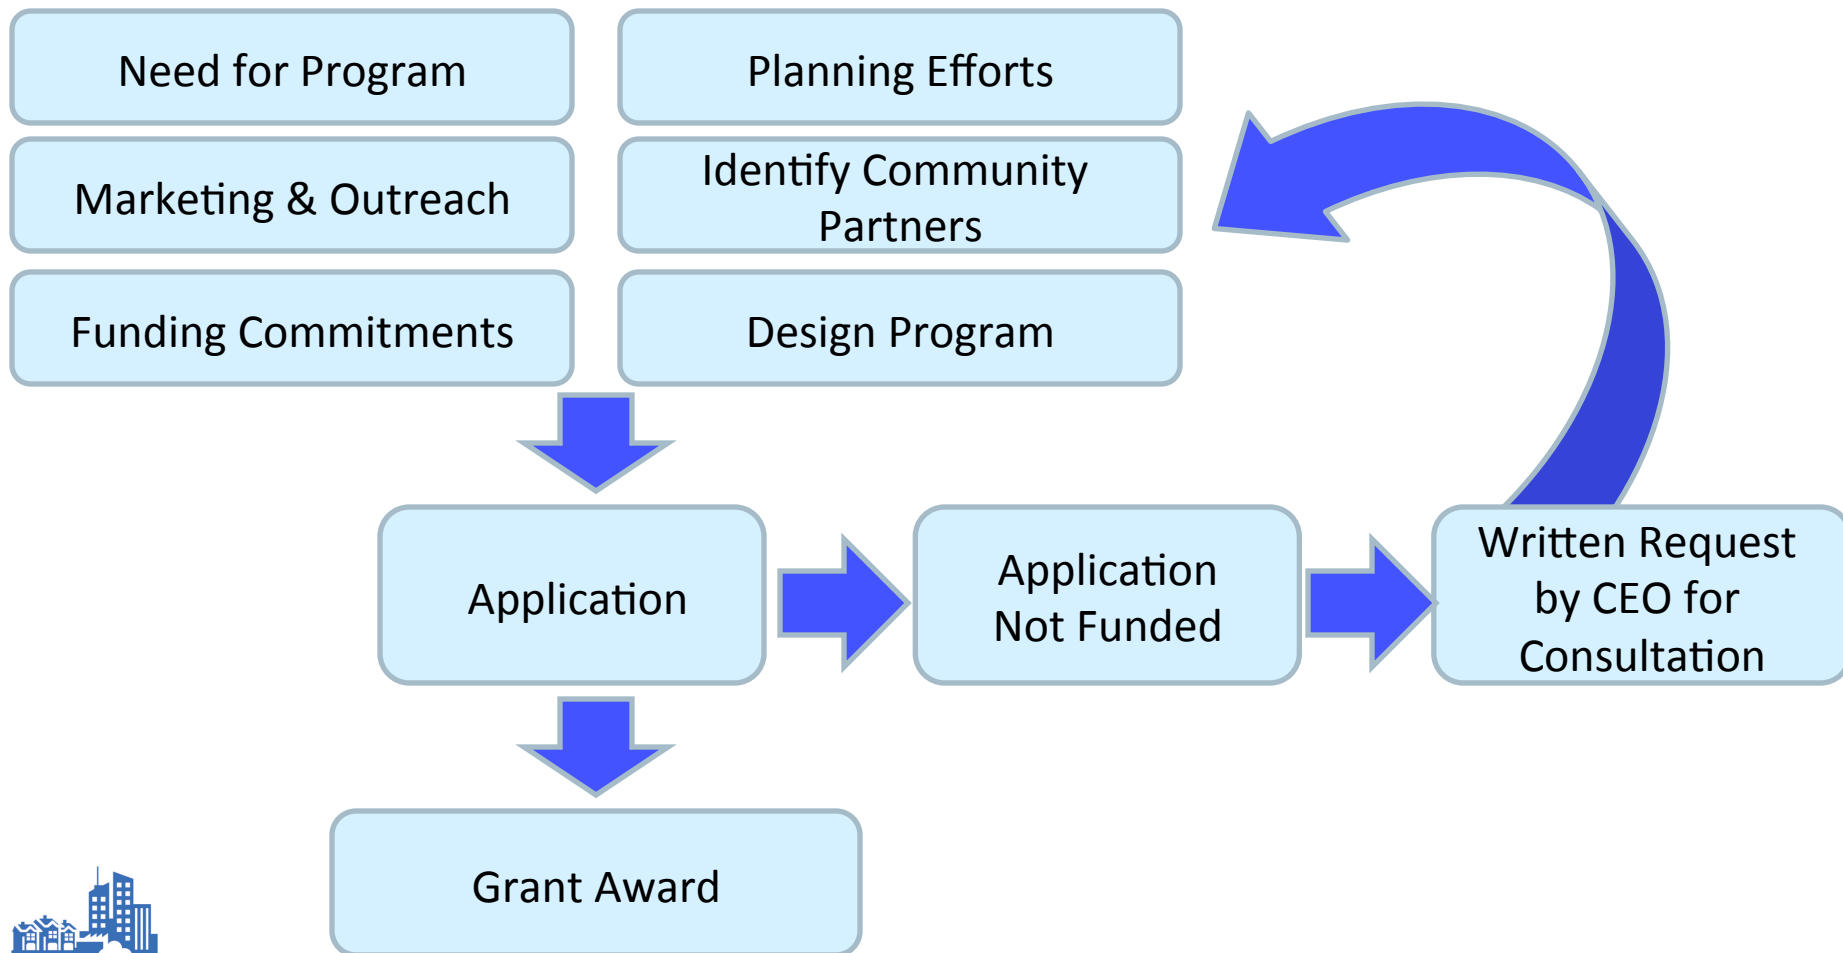 Need for Program
Planning Efforts
Marketing & Outreach
Identify Community
Partners
Funding Commitments
Design Program
Application
Application
Not Funded
Written Request
by CEO for
Consultation
Grant Award